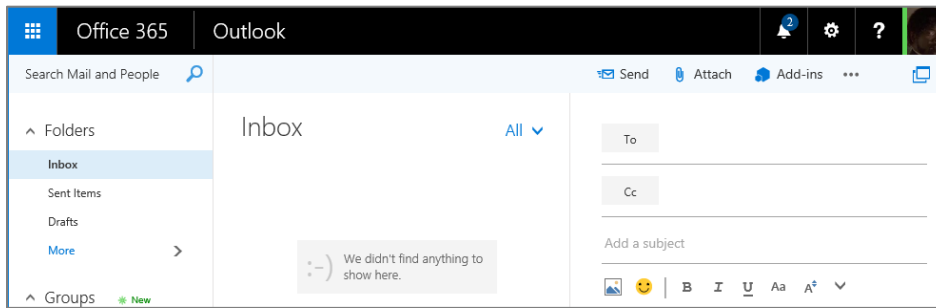 Office 365 Outlook 2 ?
Search Mail and People Send Attach Add-ins •••
Folders
Inbox
Sent Items
Drafts
More
Groups New
Inbox All
:-) We didn't find anything to
show here.
To
Cc
Add a subject
B I U Aa A